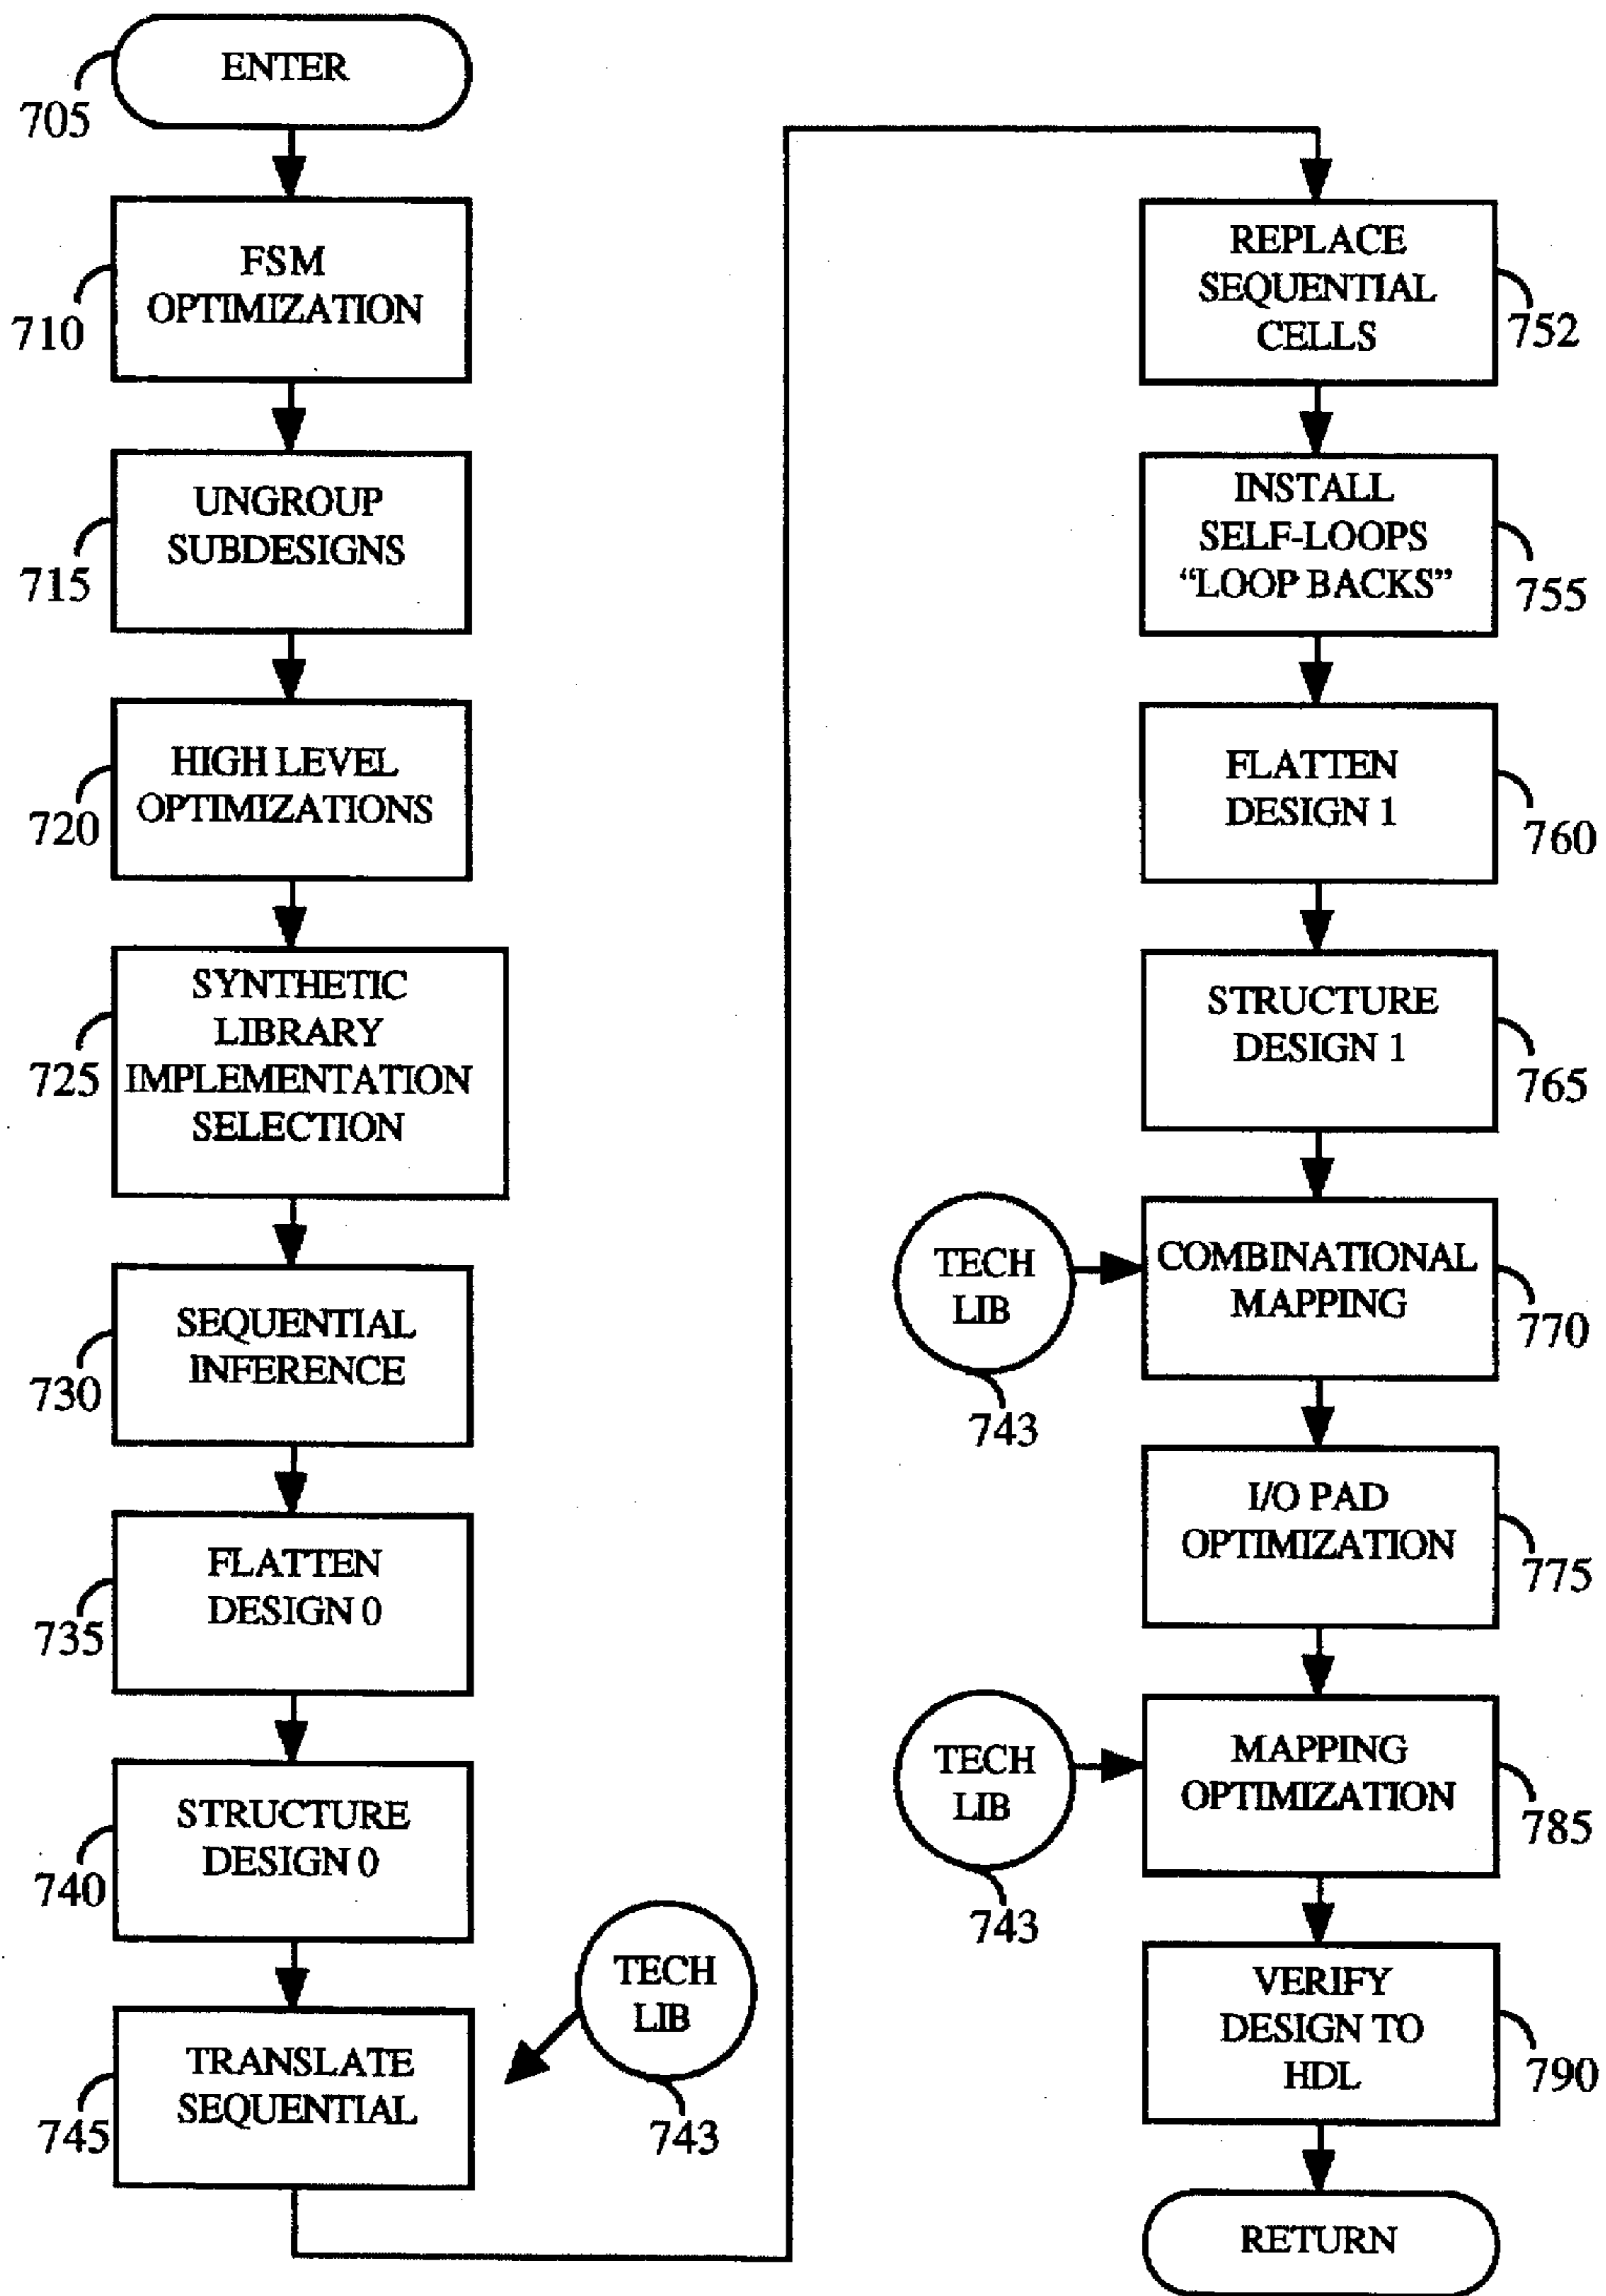 ENTER
705
FSM
OPTIMIZATION
710
UNGROUP
SUBDESIGNS
715
HIGH LEVEL
OPTIMIZATIONS
720
SYNTHETIC
LIBRARY
IMPLEMENTATION
SELECTION
725
SEQUENTIAL
INFERENCE
730
FLATTEN
DESIGN 0
735
STRUCTURE
DESIGN 0
740
TECH
LIB
743
TRANSLATE
SEQUENTIAL
745
REPLACE
SEQUENTIAL
CELLS
752
INSTALL
SELF-LOOPS
“LOOP BACKS”
755
FLATTEN
DESIGN 1
760
STRUCTURE
DESIGN 1
765
TECH
LIB
743
COMBINATIONAL
MAPPING
770
I/O PAD
OPTIMIZATION
775
TECH
LIB
743
MAPPING
OPTIMIZATION
785
VERIFY
DESIGN TO
HDL
790
RETURN